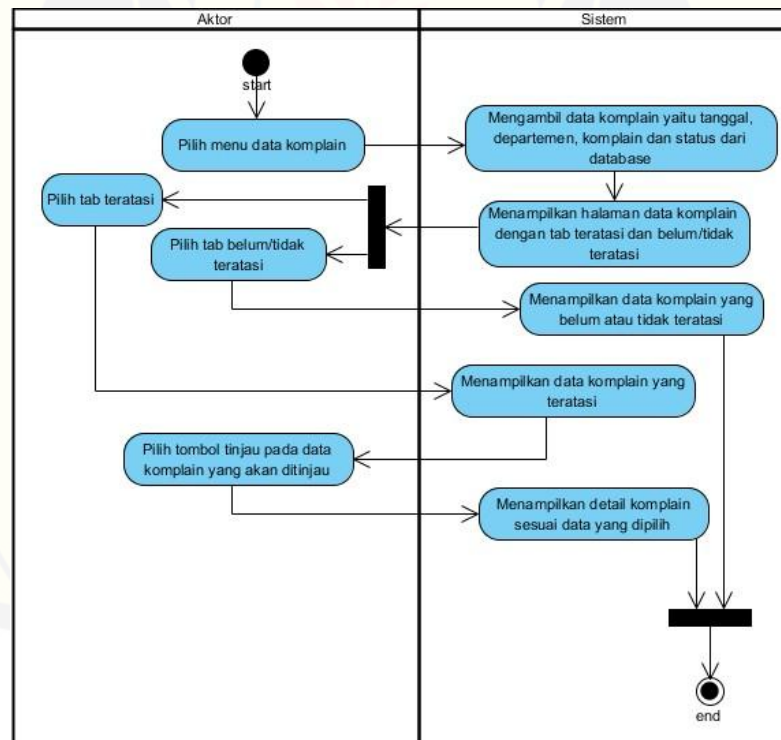 Aktor
Sistem
start
Pilih menu data komplain
Mengambil data komplain yaitu tanggal,
departemen, komplain dan status dari
database
Menampilkan halaman data komplain
dengan tab teratasi dan belum/tidak
teratasi
Pilih tab teratasi
Pilih tab belum/tidak
teratasi
Menampilkan data komplain yang
belum atau tidak teratasi
Menampilkan data komplain yang
teratasi
Pilih tombol tinjau pada data
komplain yang akan ditinjau
Menampilkan detail komplain
sesuai data yang dipilih
end